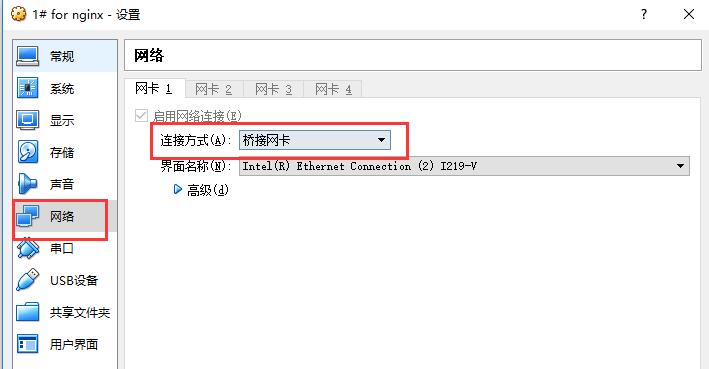 1# for nginx - 设置
?
常规
系统
显示
存储
声音
网络
串口
USB设备
共享文件夹
用户界面
网络
网卡 1 网卡 2 网卡 3 网卡 4
启用网络连接(E)
连接方式(A): 桥接网卡
界面名称(N): Intel(R) Ethernet Connection (2) I219-V
高级(d)